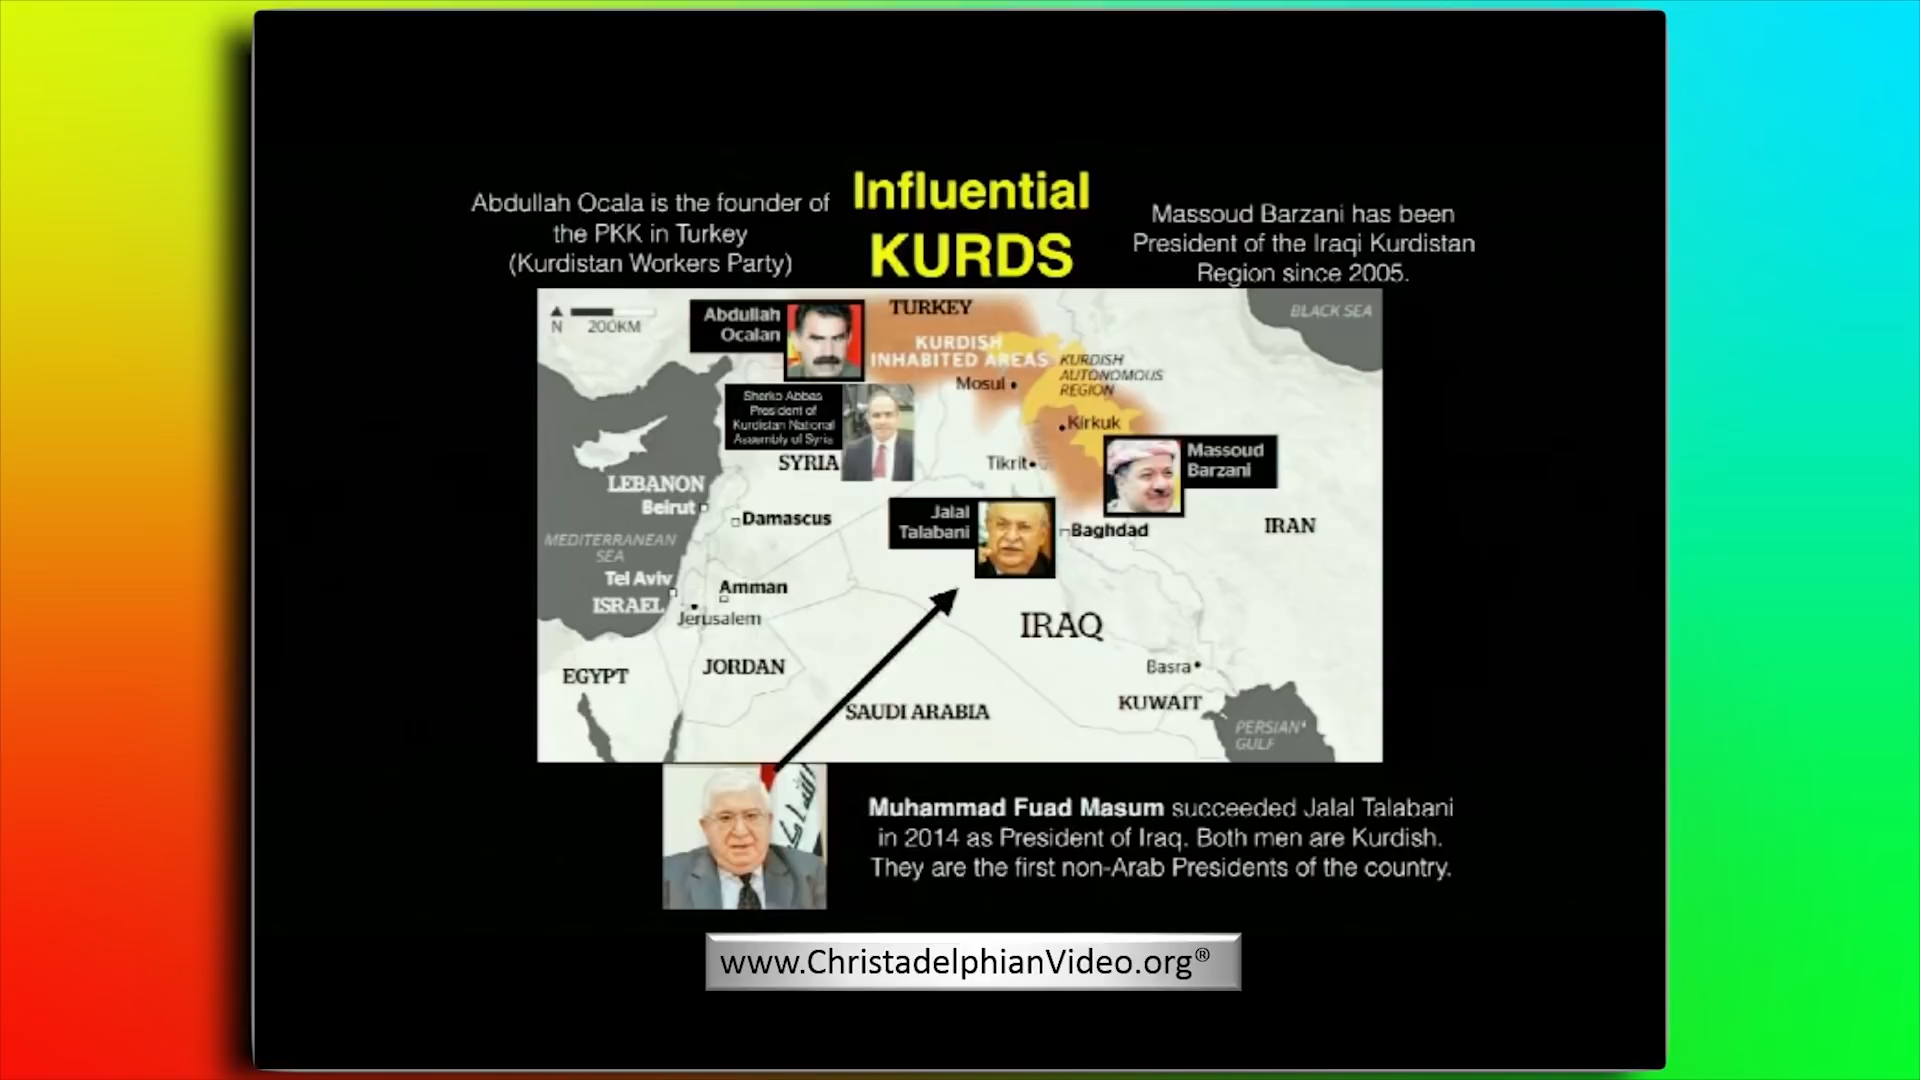 Influential
KURDS
Abdullah Ocala is the founder of
the PKK in Turkey
(Kurdistan Workers Party)
Massoud Barzani has been
President of the Iraqi Kurdistan
Region since 2005.
N
200KM
Abdullah
Ocalan
TURKEY
BLACK SEA
KURDISH
INHABITED AREAS
KURDISH
AUTONOMOUS
REGION
Mosul
Sherko Abbas
President of
Kurdistan National
Assembly of Syria
Kirkuk
SYRIA
Tikrit
Massoud
Barzani
LEBANON
Beirut
Damascus
Jalal
Talabani
Baghdad
IRAN
MEDITERRANEAN
SEA
Tel Aviv
ISRAEL
Amman
Jerusalem
IRAQ
EGYPT
JORDAN
Basra
SAUDI ARABIA
KUWAIT
PERSIAN
GULF
Muhammad Fuad Masum succeeded Jalal Talabani
in 2014 as President of Iraq. Both men are Kurdish.
They are the first non-Arab Presidents of the country.
www.ChristadelphianVideo.org®